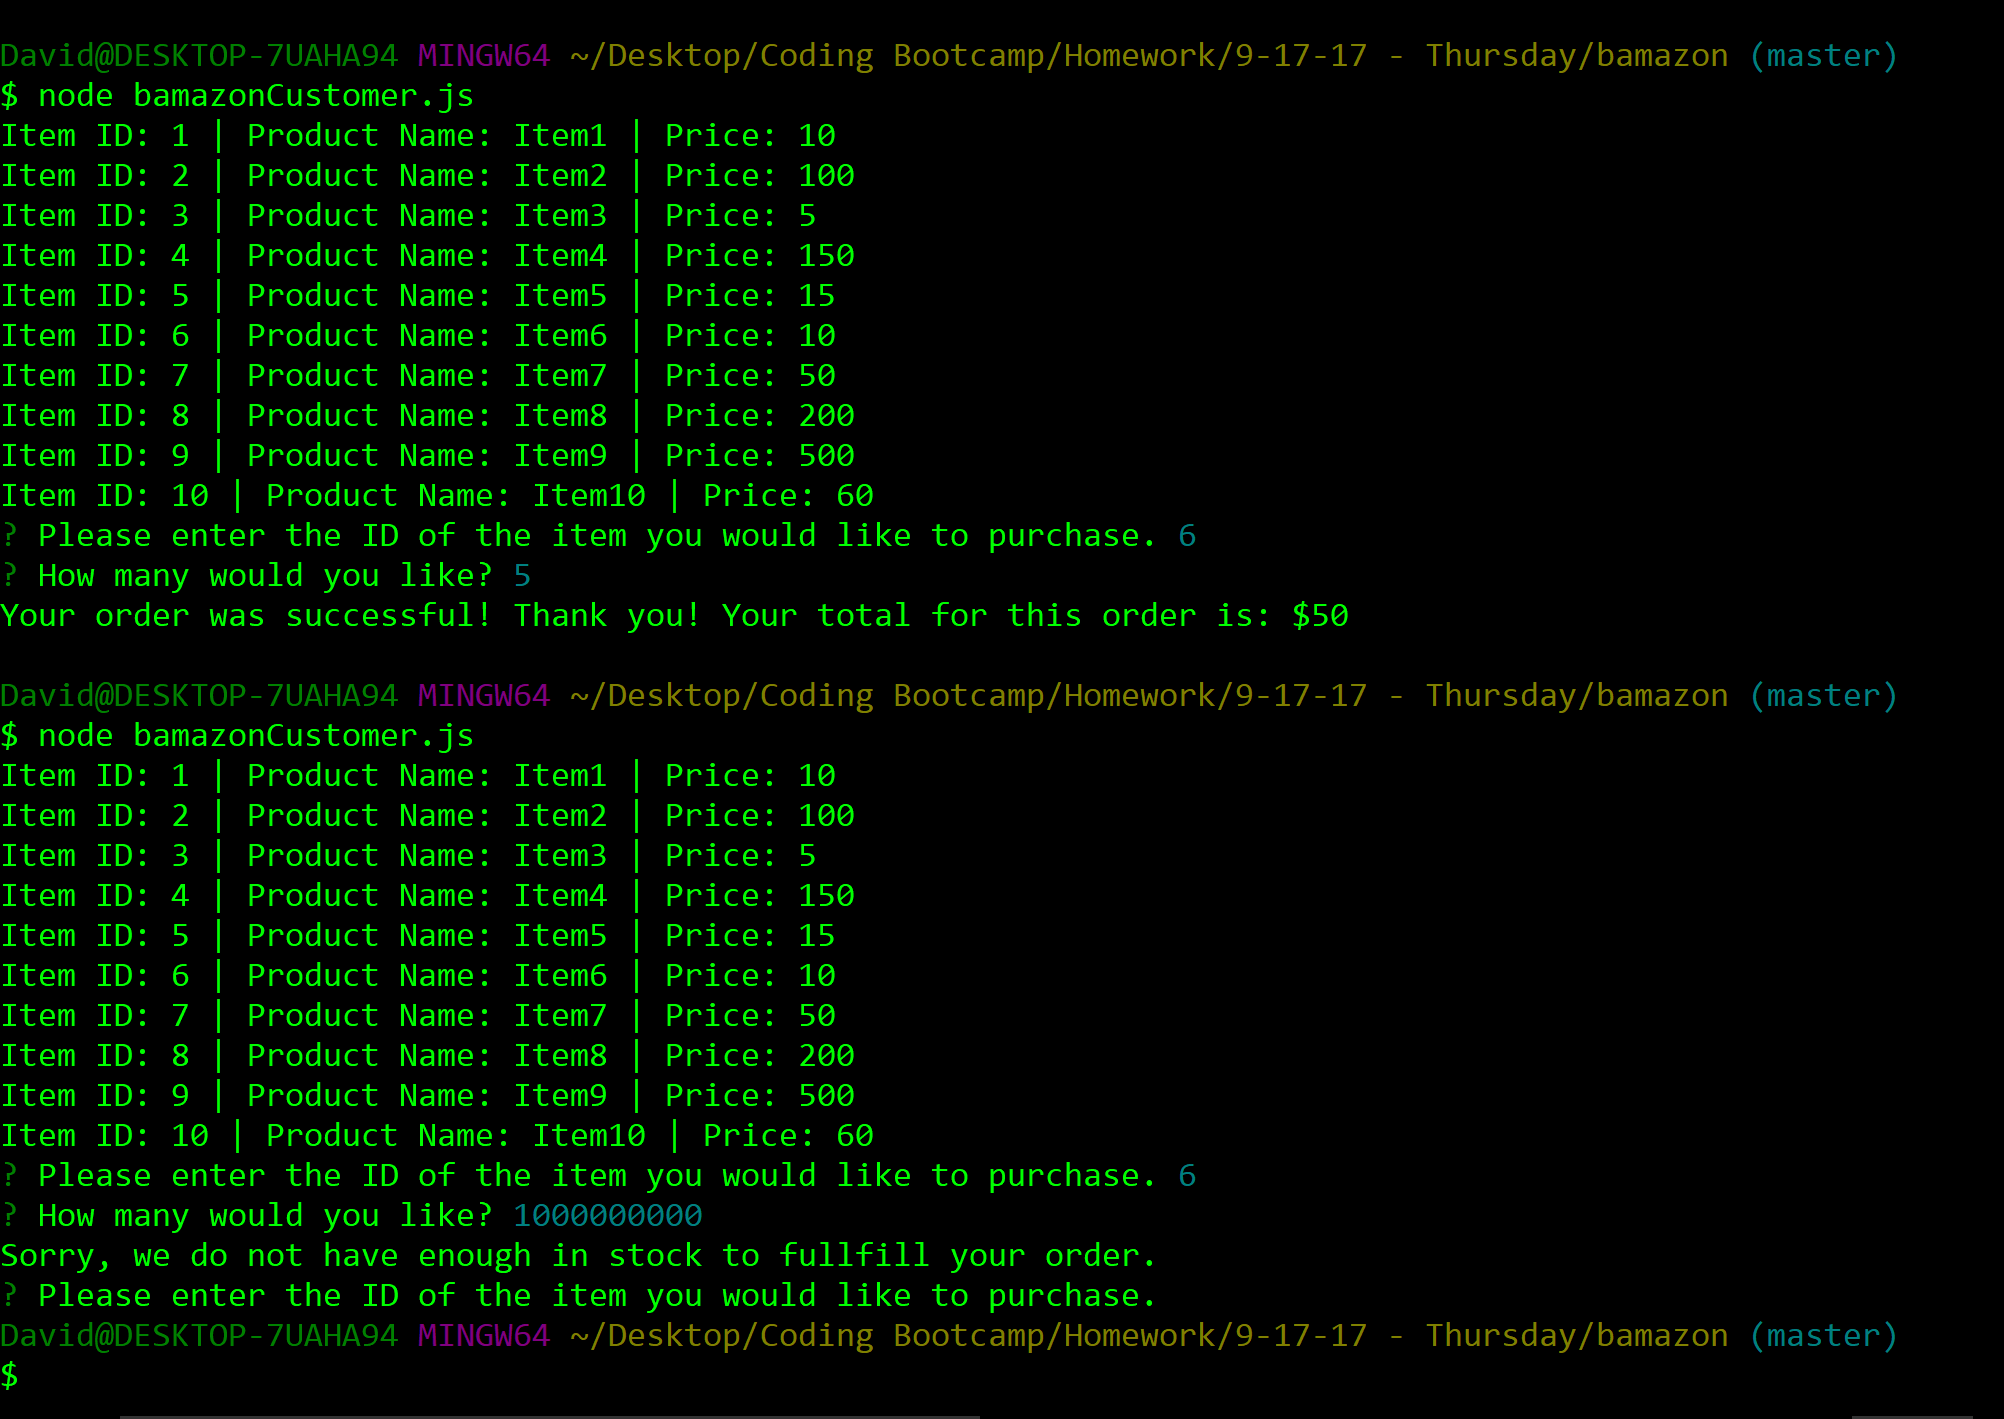 David@DESKTOP-7UAHA94 MINGW64 ~/Desktop/Coding Bootcamp/Homework/9-17-17 - Thursday/bamazon (master)
$ node bamazonCustomer.js
Item ID: 1 | Product Name: Item1 | Price: 10
Item ID: 2 | Product Name: Item2 | Price: 100
Item ID: 3 | Product Name: Item3 | Price: 5
Item ID: 4 | Product Name: Item4 | Price: 150
Item ID: 5 | Product Name: Item5 | Price: 15
Item ID: 6 | Product Name: Item6 | Price: 10
Item ID: 7 | Product Name: Item7 | Price: 50
Item ID: 8 | Product Name: Item8 | Price: 200
Item ID: 9 | Product Name: Item9 | Price: 500
Item ID: 10 | Product Name: Item10 | Price: 60
? Please enter the ID of the item you would like to purchase. 6
? How many would you like? 5
Your order was successful! Thank you! Your total for this order is: $50
David@DESKTOP-7UAHA94 MINGW64 ~/Desktop/Coding Bootcamp/Homework/9-17-17 - Thursday/bamazon (master)
$ node bamazonCustomer.js
Item ID: 1 | Product Name: Item1 | Price: 10
Item ID: 2 | Product Name: Item2 | Price: 100
Item ID: 3 | Product Name: Item3 | Price: 5
Item ID: 4 | Product Name: Item4 | Price: 150
Item ID: 5 | Product Name: Item5 | Price: 15
Item ID: 6 | Product Name: Item6 | Price: 10
Item ID: 7 | Product Name: Item7 | Price: 50
Item ID: 8 | Product Name: Item8 | Price: 200
Item ID: 9 | Product Name: Item9 | Price: 500
Item ID: 10 | Product Name: Item10 | Price: 60
? Please enter the ID of the item you would like to purchase. 6
? How many would you like? 1000000000
Sorry, we do not have enough in stock to fullfill your order.
? Please enter the ID of the item you would like to purchase.
David@DESKTOP-7UAHA94 MINGW64 ~/Desktop/Coding Bootcamp/Homework/9-17-17 - Thursday/bamazon (master)
$